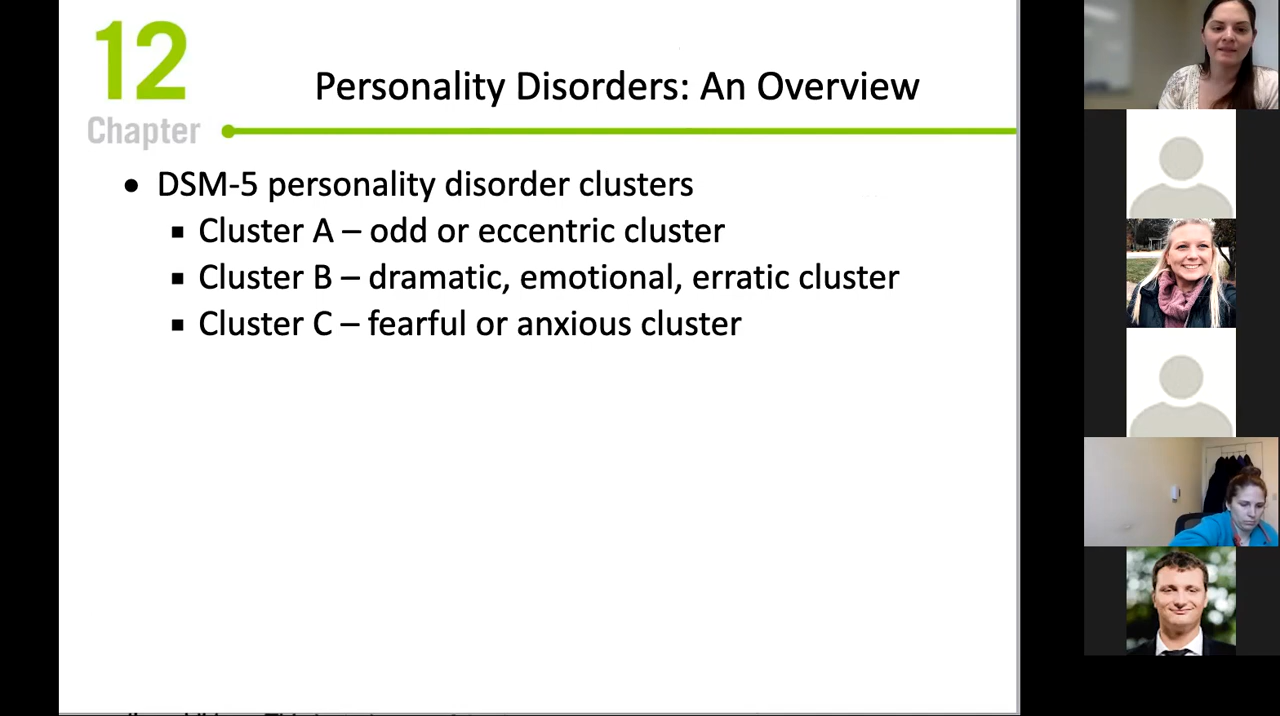 12
Chapter
Personality Disorders: An Overview
• DSM-5 personality disorder clusters
▪ Cluster A – odd or eccentric cluster
▪ Cluster B – dramatic, emotional, erratic cluster
▪ Cluster C – fearful or anxious cluster